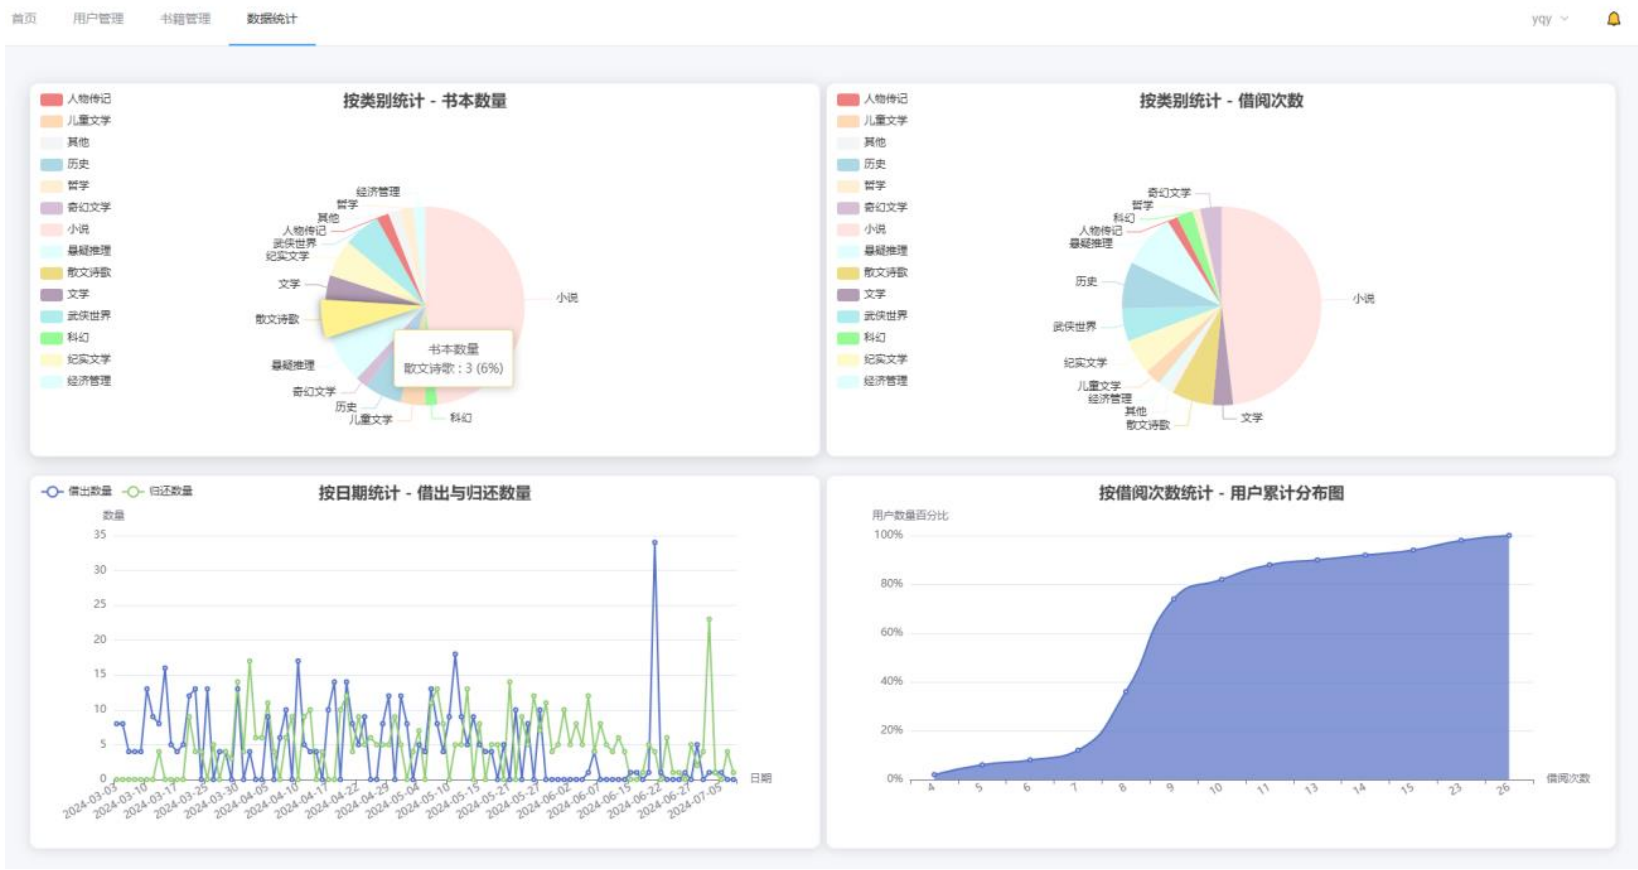 首页 用户管理 书籍管理 数据统计 yqy
按类别统计 - 书本数量
人物传记
儿童文学
其他
历史
哲学
奇幻文学
小说
悬疑推理
散文诗歌
文学
武侠世界
科幻
纪实文学
经济管理
经济管理
哲学
其他
人物传记
武侠世界
纪实文学
文学
散文诗歌
悬疑推理
奇幻文学
历史
儿童文学
科幻
小说
书本数量
散文诗歌 : 3 (6%)
按类别统计 - 借阅次数
人物传记
儿童文学
其他
历史
哲学
奇幻文学
小说
悬疑推理
散文诗歌
文学
武侠世界
科幻
纪实文学
经济管理
奇幻文学
哲学
科幻
人物传记
悬疑推理
历史
武侠世界
纪实文学
儿童文学
经济管理
其他
散文诗歌
文学
小说
借出数量 归还数量 按日期统计 - 借出与归还数量
数量
35
30
25
20
15
10
5
0
日期
2024-03-03 2024-03-10 2024-03-17 2024-03-25 2024-03-30 2024-04-05 2024-04-10 2024-04-17 2024-04-22 2024-04-29 2024-05-04 2024-05-10 2024-05-15 2024-05-21 2024-05-27 2024-06-02 2024-06-07 2024-06-15 2024-06-22 2024-06-27 2024-07-05
按借阅次数统计 - 用户累计分布图
用户数量百分比
100%
80%
60%
40%
20%
0%
借阅次数
4 5 6 7 8 9 10 11 13 14 15 23 26